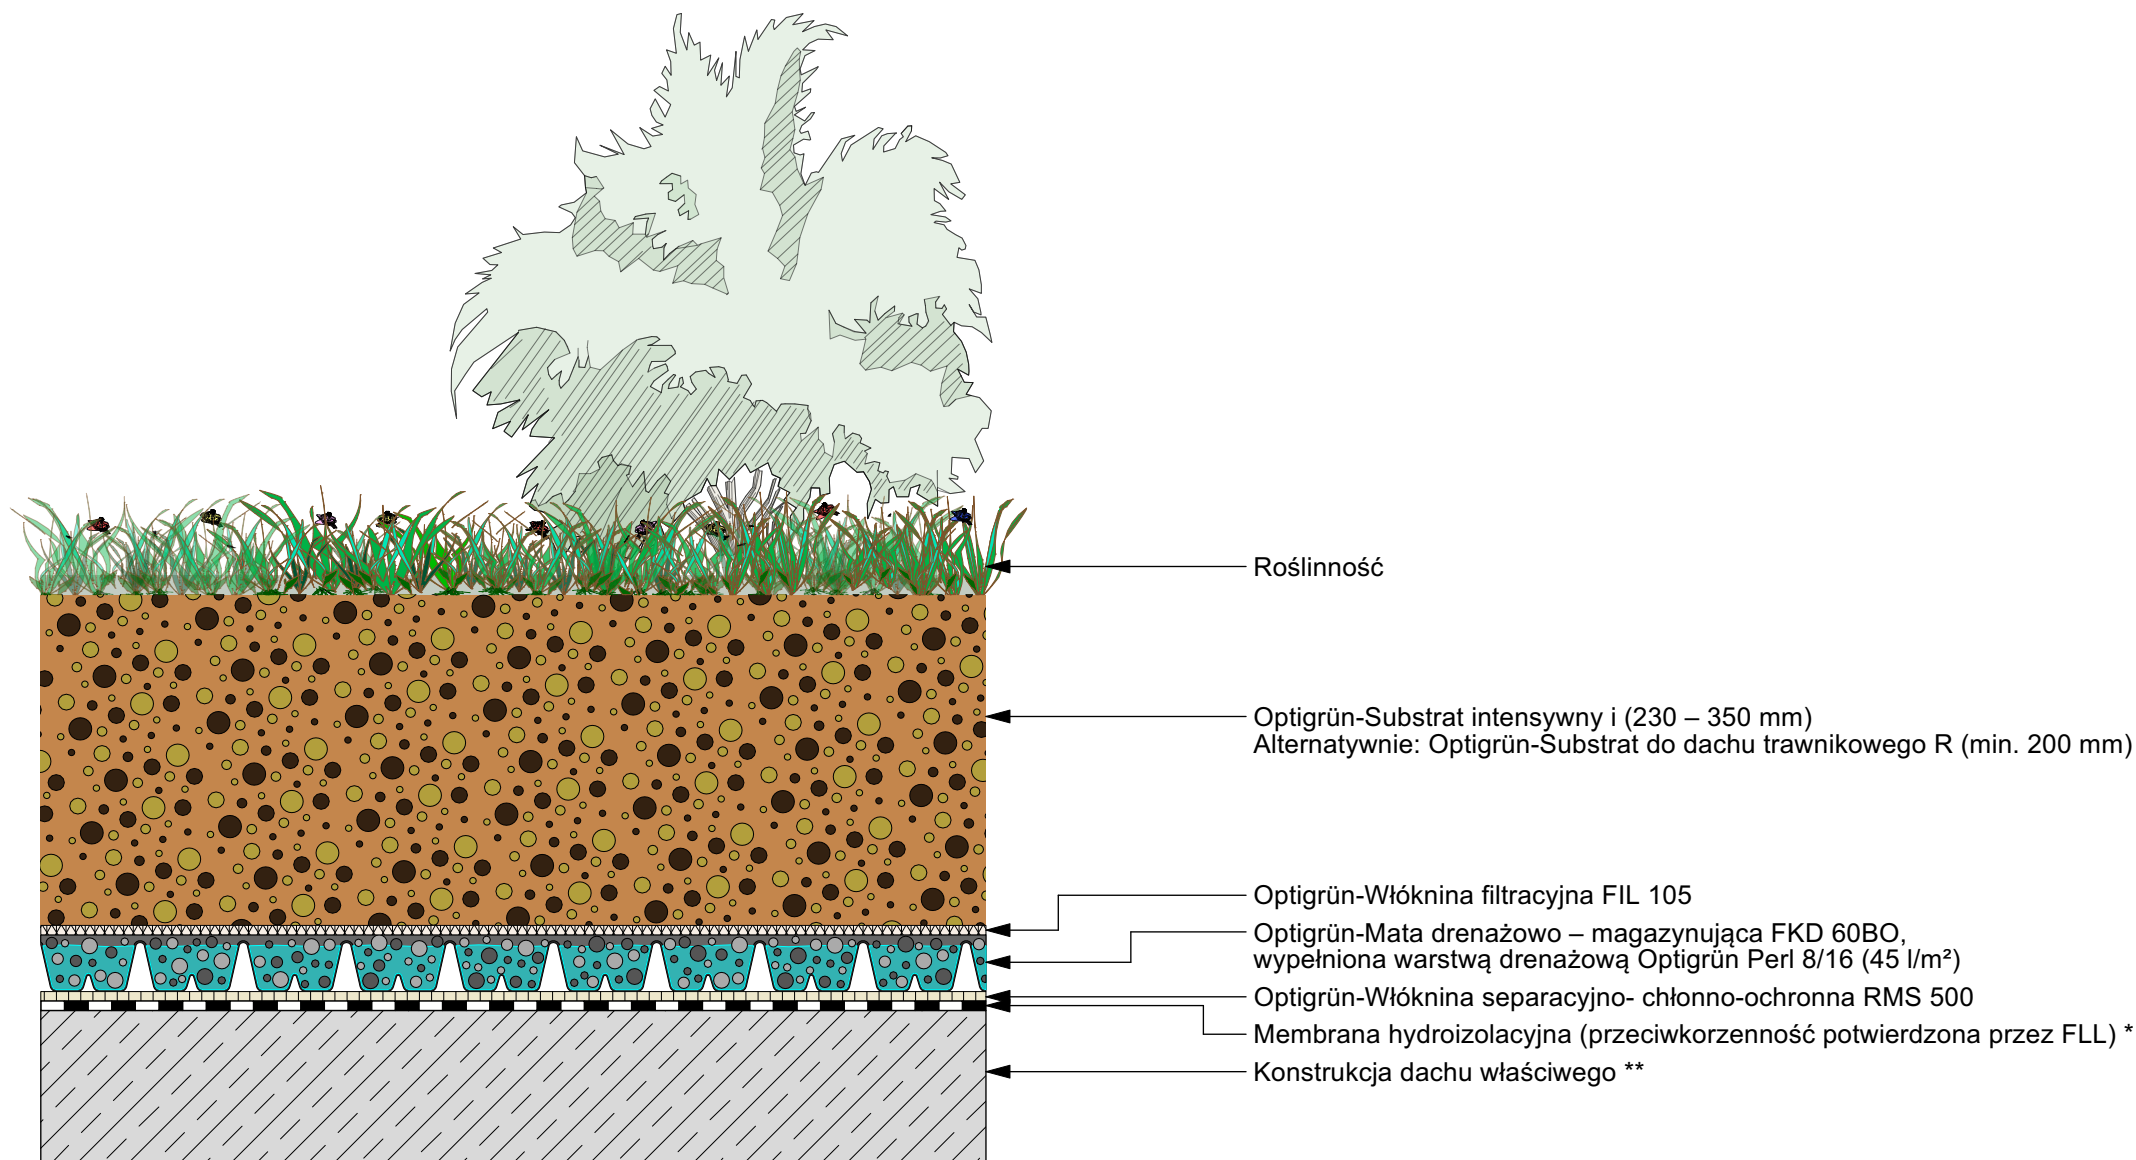 Roślinność
Optigrün-Substrat intensywny i (230 – 350 mm)
Alternatywnie: Optigrün-Substrat do dachu trawnikowego R (min. 200 mm)
Optigrün-Włóknina filtracyjna FIL 105
Optigrün-Mata drenażowo – magazynująca FKD 60BO,
wypełniona warstwą drenażową Optigrün Perl 8/16 (45 l/m²)
Optigrün-Włóknina separacyjno- chłonno-ochronna RMS 500
Membrana hydroizolacyjna (przeciwkorzenność potwierdzona przez FLL) *
Konstrukcja dachu właściwego **